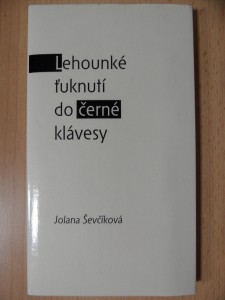 Lehounké
ťuknutí
do černé
klávesy
Jolana Ševčíková